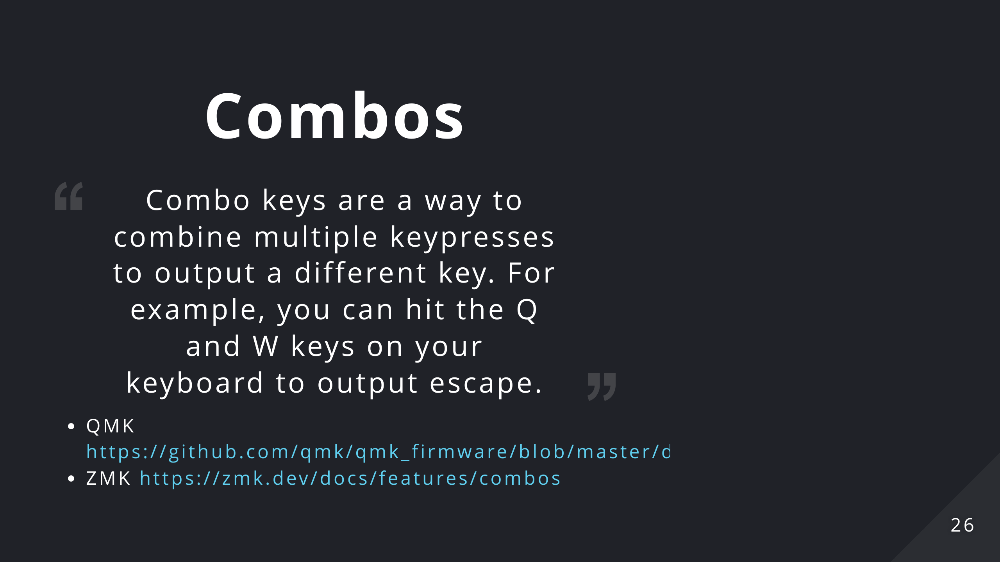 Combos
“
Combo keys are a way to
combine multiple keypresses
to output a different key. For
example, you can hit the Q
and W keys on your
keyboard to output escape.
”
• QMK
https://github.com/qmk/qmk_firmware/blob/master/d
• ZMK https://zmk.dev/docs/features/combos
26